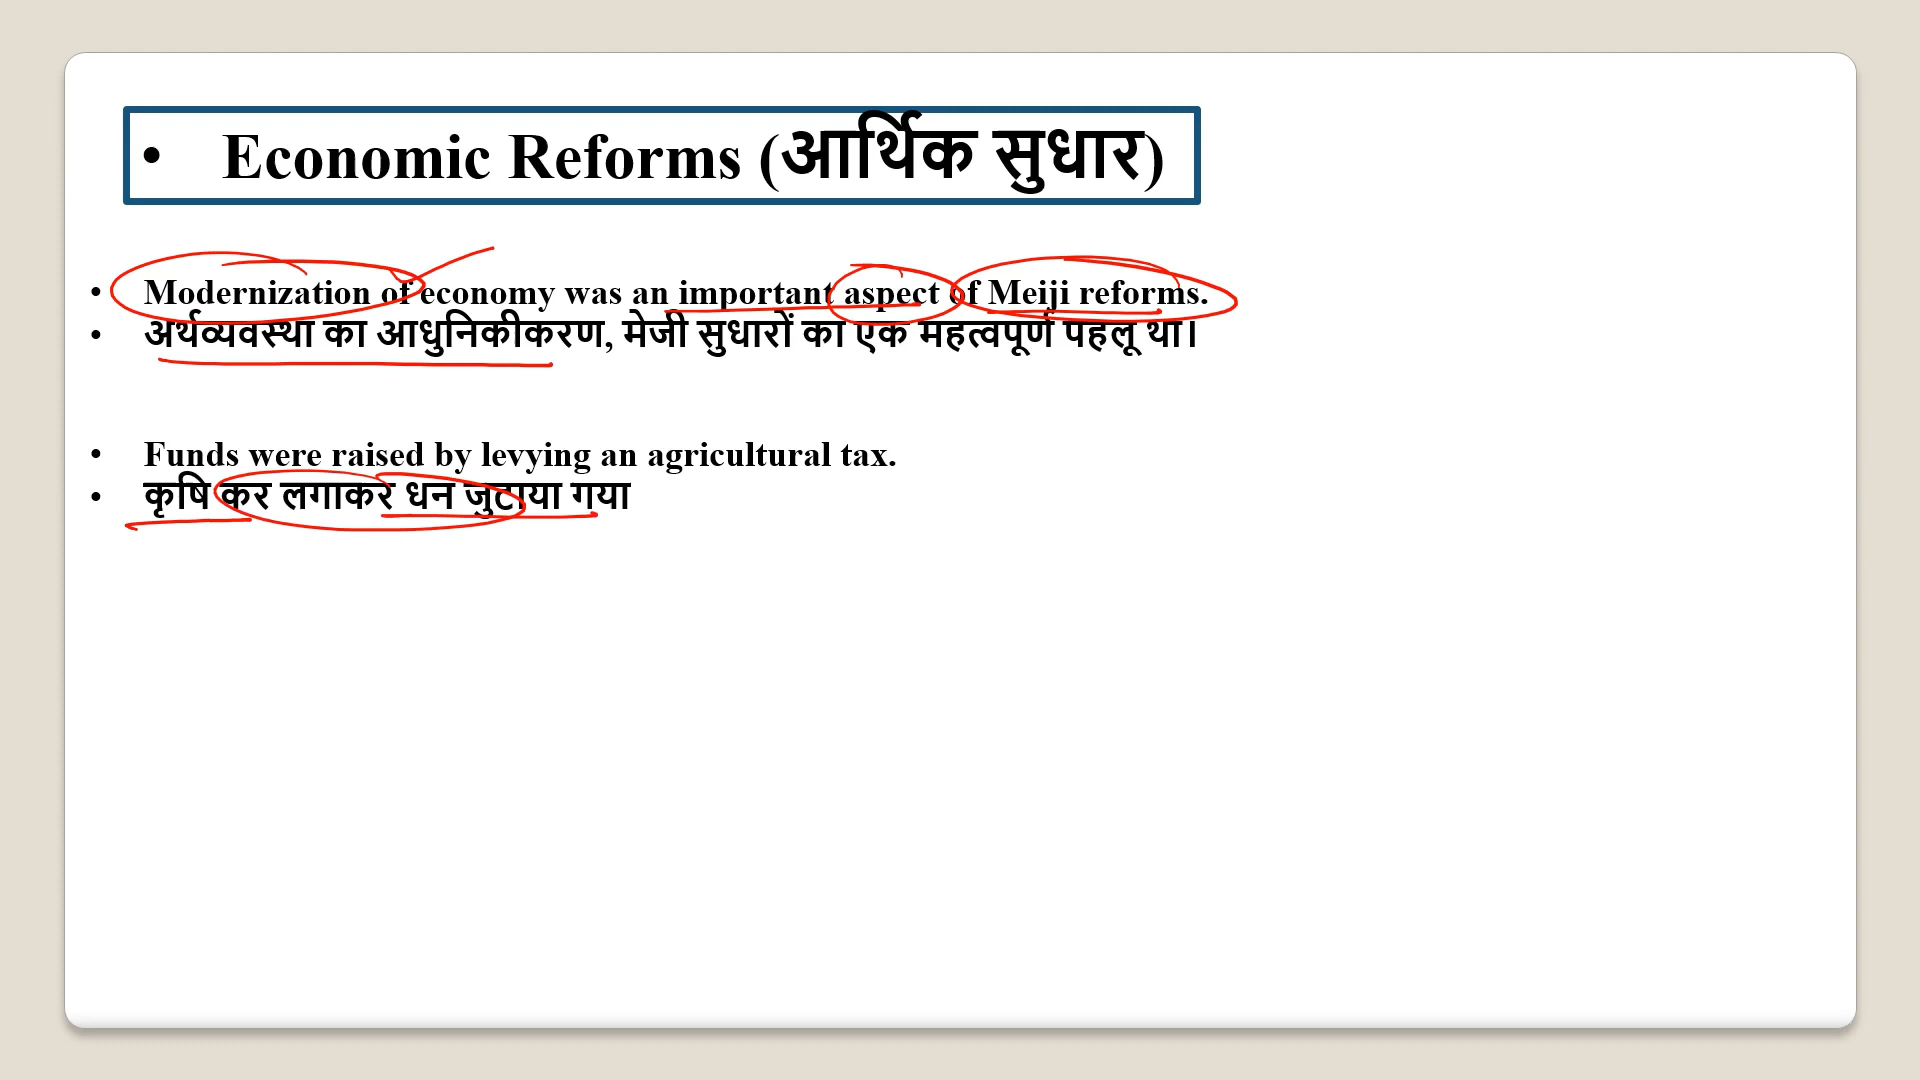 • Economic Reforms (आर्थिक सुधार)
• Modernization of economy was an important aspect of Meiji reforms.
• अर्थव्यवस्था का आधुनिकीकरण, मेजी सुधारों का एक महत्वपूर्ण पहलू था।
• Funds were raised by levying an agricultural tax.
• कृषि कर लगाकर धन जुटाया गया